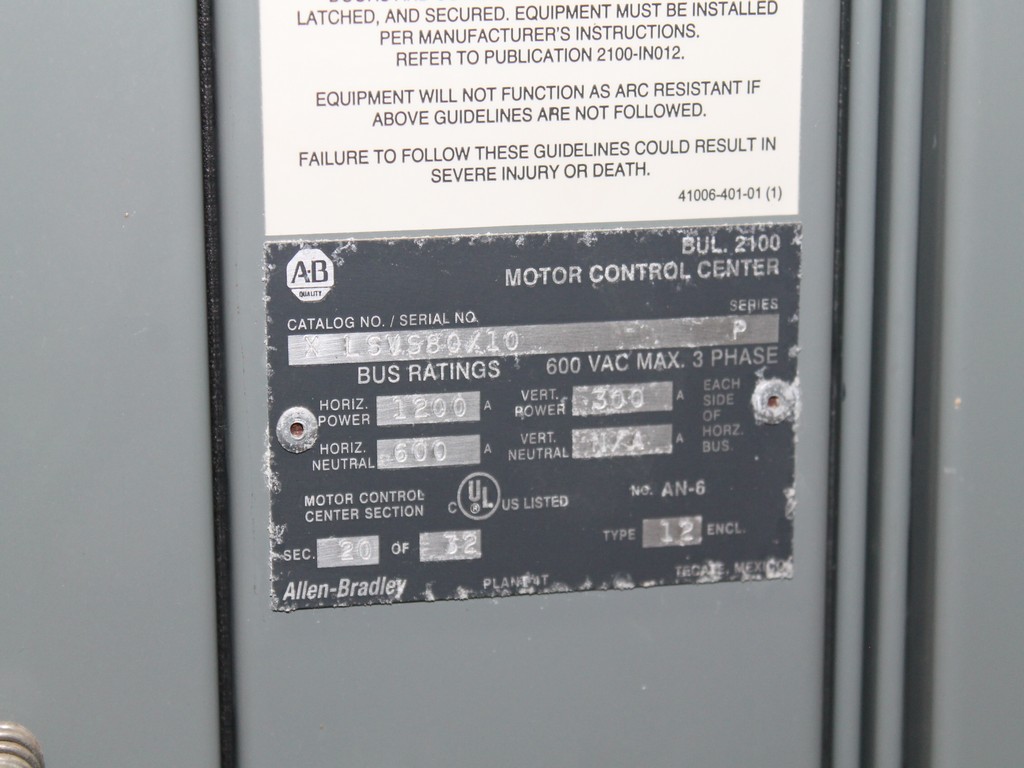 LATCHED, AND SECURED. EQUIPMENT MUST BE INSTALLED
PER MANUFACTURER'S INSTRUCTIONS.
REFER TO PUBLICATION 2100-IN012.
EQUIPMENT WILL NOT FUNCTION AS ARC RESISTANT IF
ABOVE GUIDELINES ARE NOT FOLLOWED.
FAILURE TO FOLLOW THESE GUIDELINES COULD RESULT IN
SEVERE INJURY OR DEATH.
41006-401-01 (1)
A-B
QUALITY
BUL. 2100
MOTOR CONTROL CENTER
CATALOG NO. / SERIAL NO.
SERIES
X P
BUS RATINGS 600 VAC MAX. 3 PHASE
HORIZ. POWER 1200 A
VERT. POWER 300 A
EACH SIDE OF HORZ. BUS.
HORIZ. NEUTRAL 600 A
VERT. NEUTRAL N/A A
MOTOR CONTROL CENTER SECTION
C UL ® US LISTED
NO. AN-6
SEC. 20 OF 32
TYPE 12 ENCL.
Allen-Bradley
TECATE, MEXICO